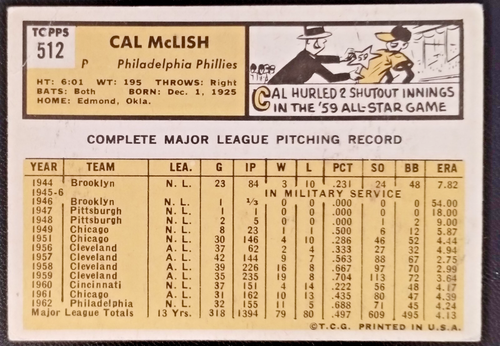 TCPPS
512
CAL McLISH
P Philadelphia Phillies
HT: 6:01 WT: 195 THROWS: Right
BATS: Both BORN: Dec. 1, 1925
HOME: Edmond, Okla.
CAL HURLED 2 SHUTOUT INNINGS
IN THE '59 ALL-STAR GAME
COMPLETE MAJOR LEAGUE PITCHING RECORD
YEAR TEAM LEA. G IP W L PCT SO BB ERA
1944 Brooklyn N. L. 23 84 3 10 .231 24 48 7.82
1945-6 IN MILITARY SERVICE
1946 Brooklyn N. L. 1 1/3 0 0 .000 0 0 54.00
1947 Pittsburgh N. L. 1 1 0 0 .000 0 2 18.00
1948 Pittsburgh N. L. 2 5 0 0 .000 1 2 9.00
1949 Chicago N. L. 8 23 1 1 .500 6 12 5.87
1951 Chicago N. L. 30 146 4 10 .286 46 52 4.44
1956 Cleveland A. L. 37 62 2 4 .333 27 32 4.94
1957 Cleveland A. L. 42 144 9 7 .563 88 67 2.75
1958 Cleveland A. L. 39 226 16 8 .667 97 70 2.99
1959 Cleveland A. L. 35 235 19 8 .704 113 72 3.64
1960 Cincinnati N. L. 37 151 4 14 .222 56 48 4.17
1961 Chicago A. L. 31 162 10 13 .435 80 47 4.39
1962 Philadelphia N. L. 32 155 11 5 .688 71 45 4.24
Major League Totals 13 Yrs. 318 1394 79 80 .497 609 495 4.13
©T.C.G. PRINTED IN U.S.A.